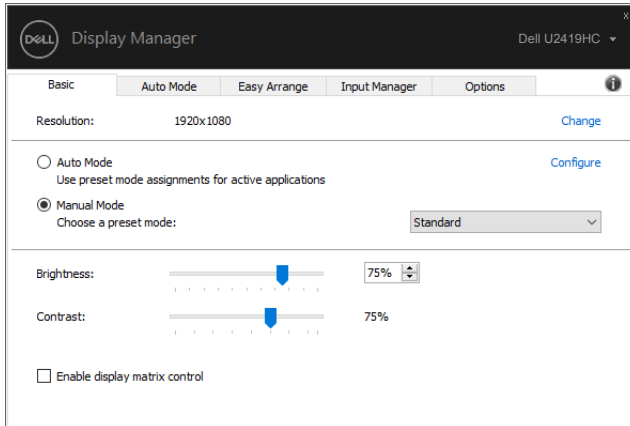 x
DELL Display Manager Dell U2419HC
Basic Auto Mode Easy Arrange Input Manager Options i
Resolution: 1920x1080 Change
Auto Mode Configure
Use preset mode assignments for active applications
Manual Mode
Choose a preset mode: Standard
Brightness: 75%
Contrast: 75%
Enable display matrix control